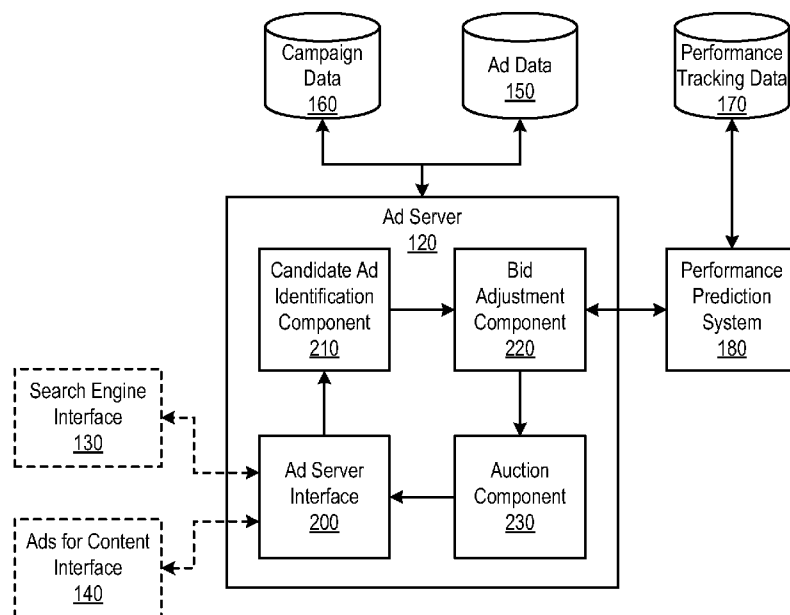 Campaign
Data
160
Ad Data
150
Performance
Tracking Data
170
Ad Server
120
Candidate Ad
Identification
Component
210
Bid
Adjustment
Component
220
Performance
Prediction
System
180
Search Engine
Interface
130
Ad Server
Interface
200
Auction
Component
230
Ads for Content
Interface
140